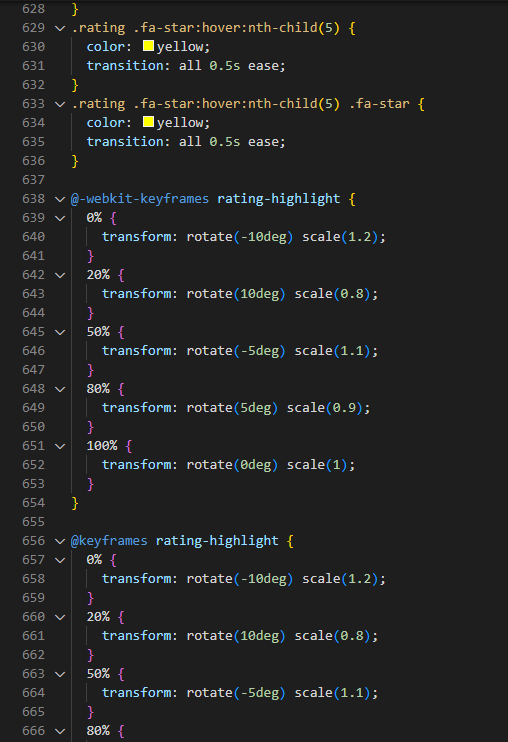 628 }
629 .rating .fa-star:hover:nth-child(5) {
630 color: yellow;
631 transition: all 0.5s ease;
632 }
633 .rating .fa-star:hover:nth-child(5) .fa-star {
634 color: yellow;
635 transition: all 0.5s ease;
636 }
637
638 @-webkit-keyframes rating-highlight {
639 0% {
640 transform: rotate(-10deg) scale(1.2);
641 }
642 20% {
643 transform: rotate(10deg) scale(0.8);
644 }
645 50% {
646 transform: rotate(-5deg) scale(1.1);
647 }
648 80% {
649 transform: rotate(5deg) scale(0.9);
650 }
651 100% {
652 transform: rotate(0deg) scale(1);
653 }
654 }
655
656 @keyframes rating-highlight {
657 0% {
658 transform: rotate(-10deg) scale(1.2);
659 }
660 20% {
661 transform: rotate(10deg) scale(0.8);
662 }
663 50% {
664 transform: rotate(-5deg) scale(1.1);
665 }
666 80% {